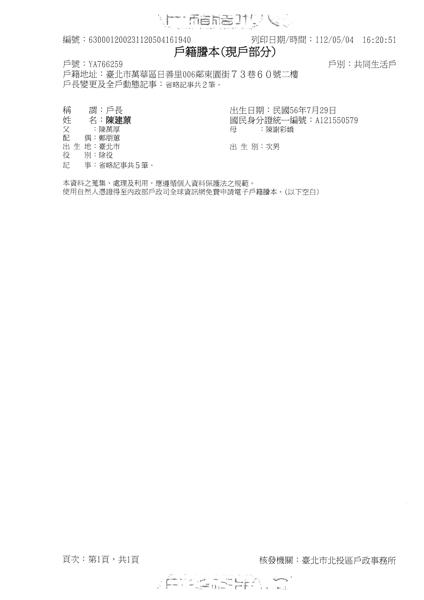 編號：63000120023112050416194​0 列印日期/時間：112/05/04 16:20:51
戶籍謄本(現戶部分)
戶號：YA766259 戶別：共同生活戶
戶籍地址：臺北市萬華區日善里006鄰東園街７３巷６０號二樓
戶長變更及全戶動態記事：省略記事共２筆。
稱謂：戶長 出生日期：民國56年7月29日
姓名：陳建蒝 國民身分證統一編號：A121550579
父：陳萬厚 母：陳謝彩嬌
配偶：鄭朋蕙
出生地：臺北市 出生別：次男
役別：除役
記事：省略記事共５筆。
本資料之蒐集、處理及利用，應遵循個人資料保護法之規範。
使用自然人憑證得至內政部戶政司全球資訊網免費申請電子戶籍謄本。(以下空白)
頁次：第1頁，共1頁 核發機關：臺北市北投區戶政事務所